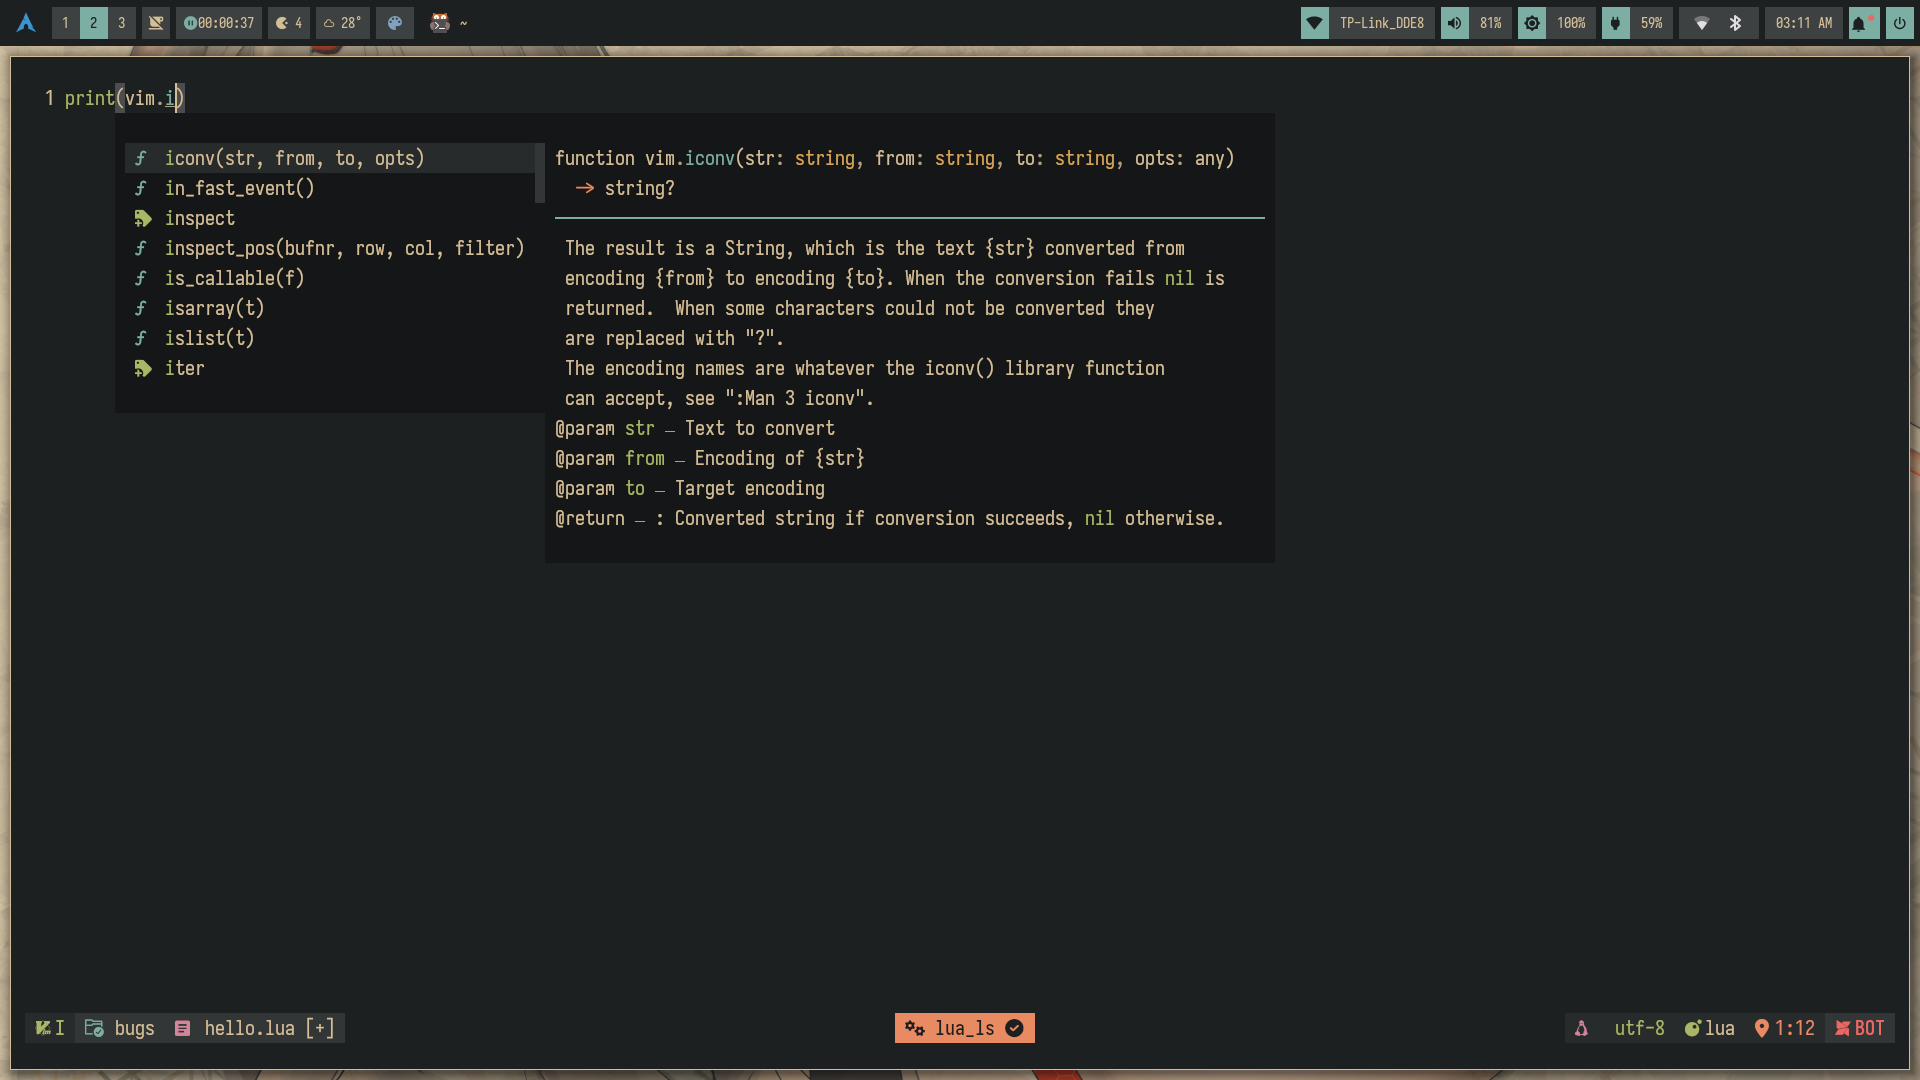 1 2 3 00:00:37 4 28° ~ TP-Link_DDE8 81% 100% 59% 03:11 AM
1 print(vim.i)
iconv(str, from, to, opts)
in_fast_event()
inspect
inspect_pos(bufnr, row, col, filter)
is_callable(f)
isarray(t)
islist(t)
iter
function vim.iconv(str: string, from: string, to: string, opts: any)
→ string?
The result is a String, which is the text {str} converted from
encoding {from} to encoding {to}. When the conversion fails nil is
returned.  When some characters could not be converted they
are replaced with "?".
The encoding names are whatever the iconv() library function
can accept, see ":Man 3 iconv".
@param str — Text to convert
@param from — Encoding of {str}
@param to — Target encoding
@return — : Converted string if conversion succeeds, nil otherwise.
I bugs hello.lua [+] lua_ls utf-8 lua 1:12 BOT